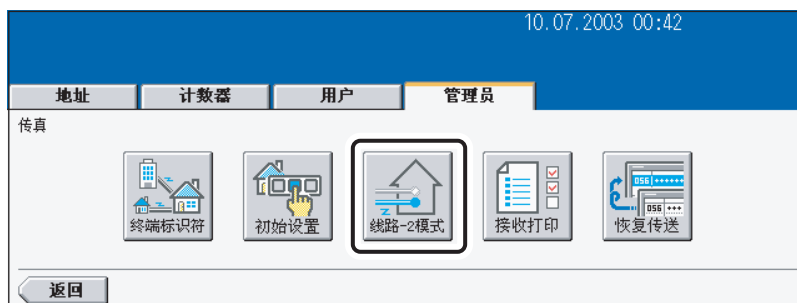 10.07.2003 00:42
地址 计数器 用户 管理员
传真
056 ******
056 ***
终端标识符 初始设置 线路-2模式 接收打印 恢复传送
返回